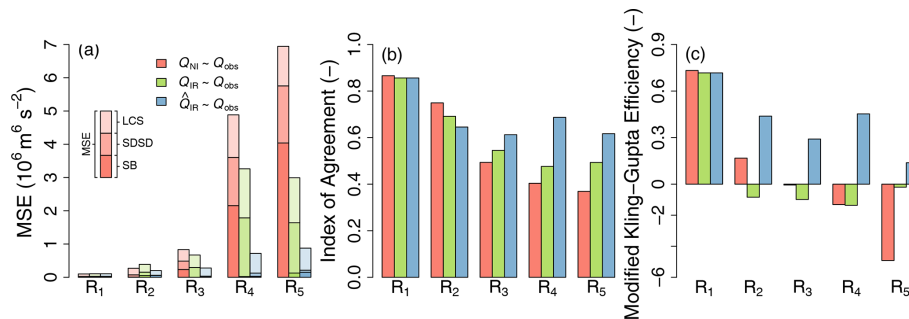 (a)
MSE (10⁶ m⁶ s⁻²)
7
6
5
4
3
2
1
0
Q_NI ~ Q_obs
Q_IR ~ Q_obs
Q̂_IR ~ Q_obs
MSE
LCS
SDSD
SB
R₁ R₂ R₃ R₄ R₅
(b)
Index of Agreement (−)
1.0
0.8
0.6
0.4
0.2
0.0
R₁ R₂ R₃ R₄ R₅
(c)
Modified Kling−Gupta Efficiency (−)
0.9
0.6
0.3
0
−2
−6
R₁ R₂ R₃ R₄ R₅